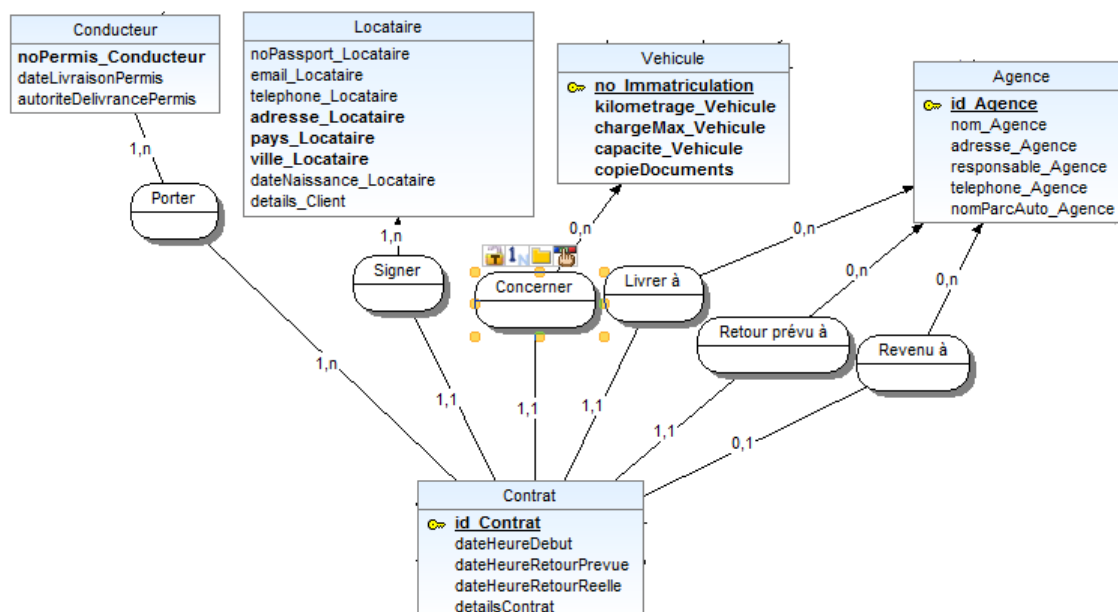 Conducteur
noPermis_Conducteur
dateLivraisonPermis
autoriteDelivrancePermis
Locataire
noPassport_Locataire
email_Locataire
telephone_Locataire
adresse_Locataire
pays_Locataire
ville_Locataire
dateNaissance_Locataire
details_Client
Vehicule
no_Immatriculation
kilometrage_Vehicule
chargeMax_Vehicule
capacite_Vehicule
copieDocuments
Agence
id_Agence
nom_Agence
adresse_Agence
responsable_Agence
telephone_Agence
nomParcAuto_Agence
1,n
Porter
1,n
1,n
Signer
1,1
0,n
1N
Concerner
1,1
0,n
Livrer à
1,1
0,n
Retour prévu à
1,1
0,n
Revenu à
0,1
Contrat
id_Contrat
dateHeureDebut
dateHeureRetourPrevue
dateHeureRetourReelle
detailsContrat